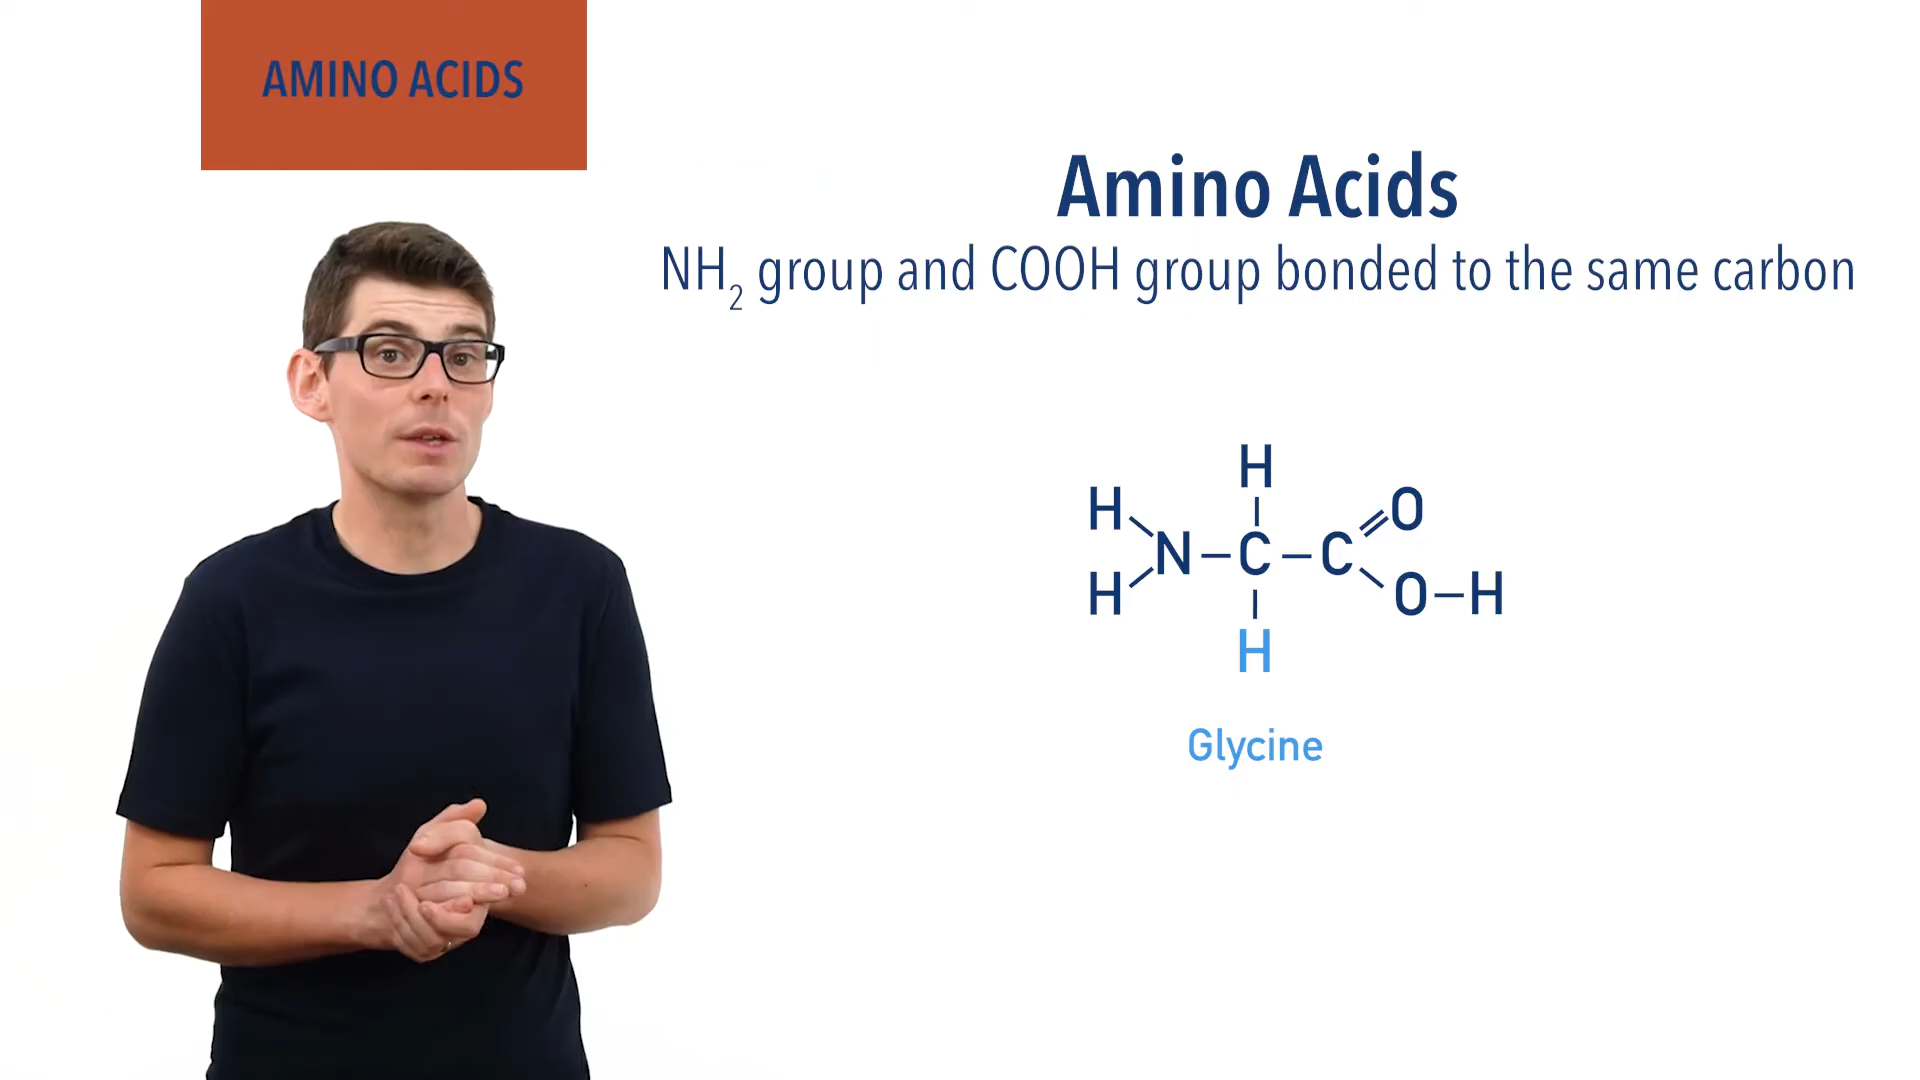 AMINO ACIDS
Amino Acids
NH₂ group and COOH group bonded to the same carbon
H
H O
N C C
H O H
H
Glycine